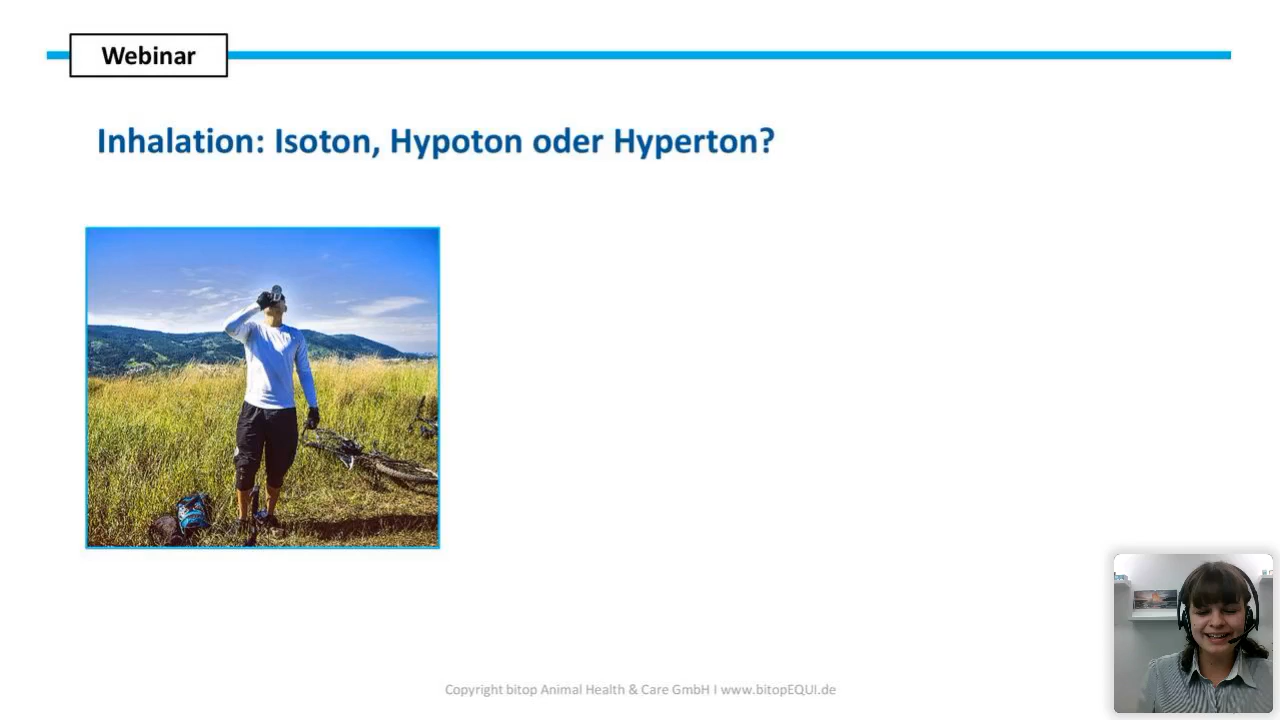 Webinar
Inhalation: Isoton, Hypoton oder Hyperton?
Copyright bitop Animal Health & Care GmbH I www.bitopEQUI.de